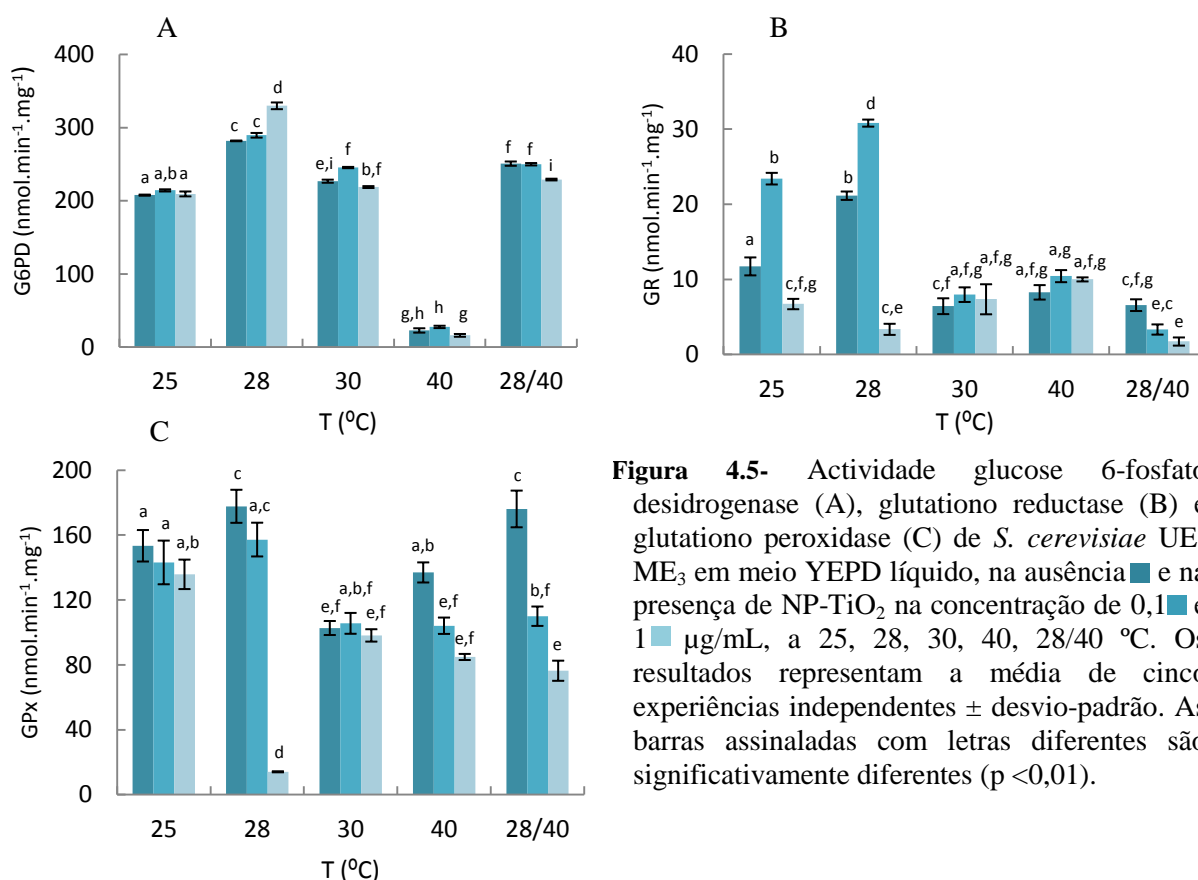 A
G6PD (nmol.min⁻¹.mg⁻¹)
400
300
200
100
0
a a,b a
c c d
e,i f b,f
g,h h g
f f i
25 28 30 40 28/40
T (ºC)
B
GR (nmol.min⁻¹.mg⁻¹)
40
30
20
10
0
a b c,f,g
b d c,e
c,f a,f,g a,f,g
a,f,g a,g a,f,g
c,f,g e,c e
25 28 30 40 28/40
T (ºC)
C
GPx (nmol.min⁻¹.mg⁻¹)
200
160
120
80
40
0
a a a,b
c a,c d
e,f a,b,f e,f
a,b e,f e,f
c b,f e
25 28 30 40 28/40
T (ºC)
Figura 4.5- Actividade glucose 6-fosfato
desidrogenase (A), glutationo reductase (B) e
glutationo peroxidase (C) de S. cerevisiae UE-
ME₃ em meio YEPD líquido, na ausência e na
presença de NP-TiO₂ na concentração de 0,1 e
1 µg/mL, a 25, 28, 30, 40, 28/40 ºC. Os
resultados representam a média de cinco
experiências independentes ± desvio-padrão. As
barras assinaladas com letras diferentes são
significativamente diferentes (p <0,01).